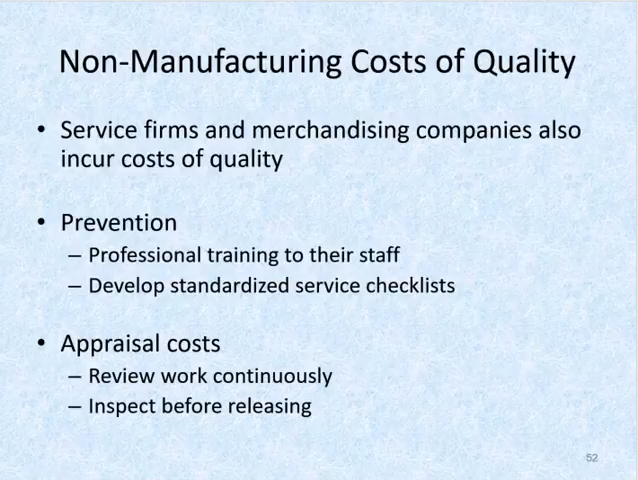 Non-Manufacturing Costs of Quality
• Service firms and merchandising companies also
incur costs of quality
• Prevention
– Professional training to their staff
– Develop standardized service checklists
• Appraisal costs
– Review work continuously
– Inspect before releasing
52